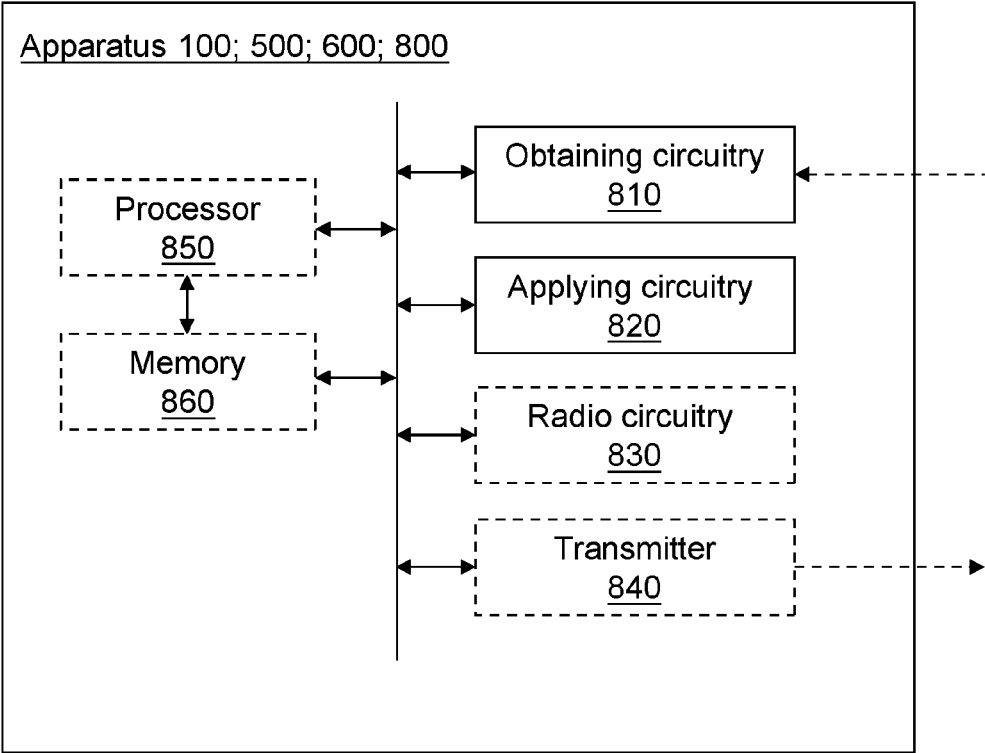 Apparatus 100; 500; 600; 800
Processor
850
Memory
860
Obtaining circuitry
810
Applying circuitry
820
Radio circuitry
830
Transmitter
840